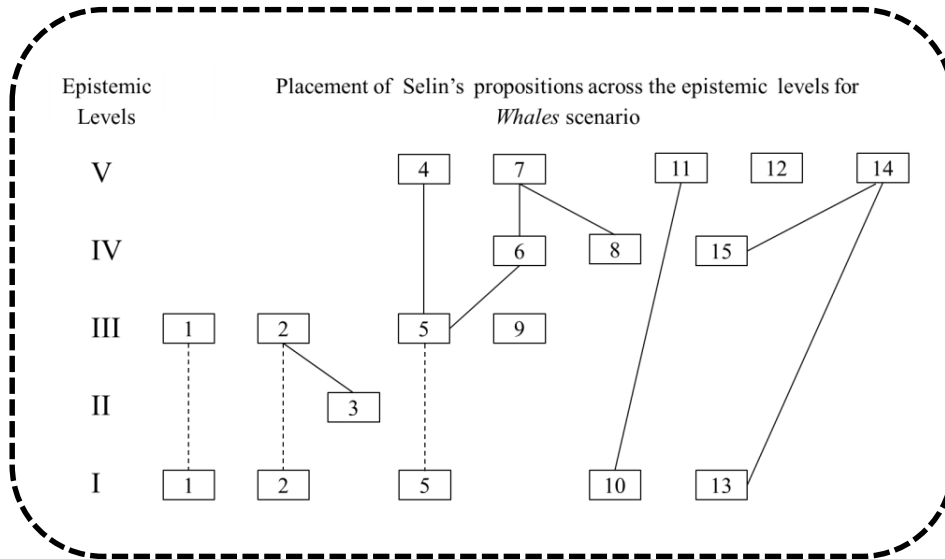 Epistemic
Levels
Placement of Selin's propositions across the epistemic levels for
Whales scenario
V
4
7
11
12
14
IV
6
8
15
III
1
2
5
9
II
3
I
1
2
5
10
13